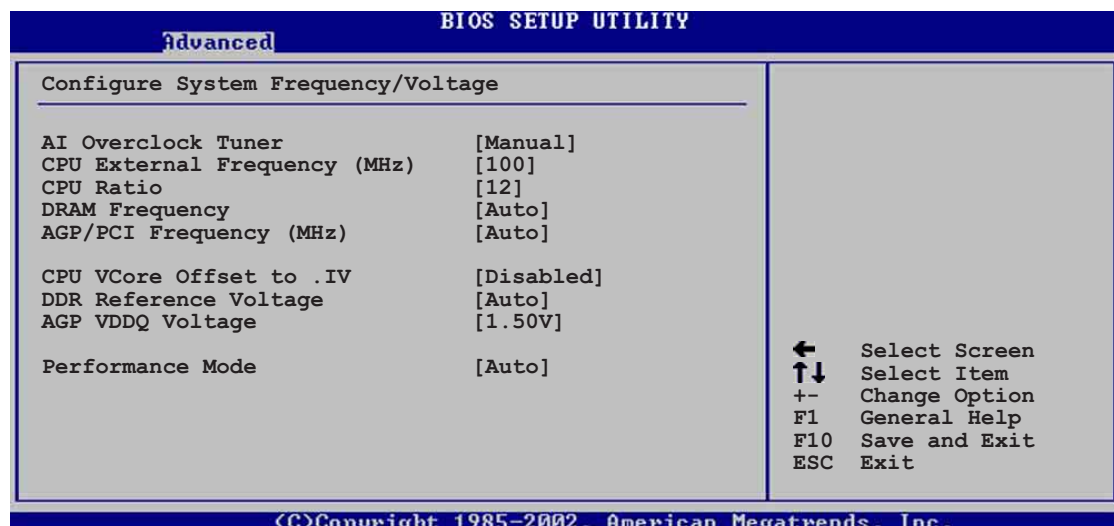 BIOS SETUP UTILITY
Advanced
Configure System Frequency/Voltage
AI Overclock Tuner [Manual]
CPU External Frequency (MHz) [100]
CPU Ratio [12]
DRAM Frequency [Auto]
AGP/PCI Frequency (MHz) [Auto]
CPU VCore Offset to .IV [Disabled]
DDR Reference Voltage [Auto]
AGP VDDQ Voltage [1.50V]
Performance Mode [Auto]
← Select Screen
↑↓ Select Item
+- Change Option
F1 General Help
F10 Save and Exit
ESC Exit
(C)Copyright 1985-2002, American Megatrends, Inc.